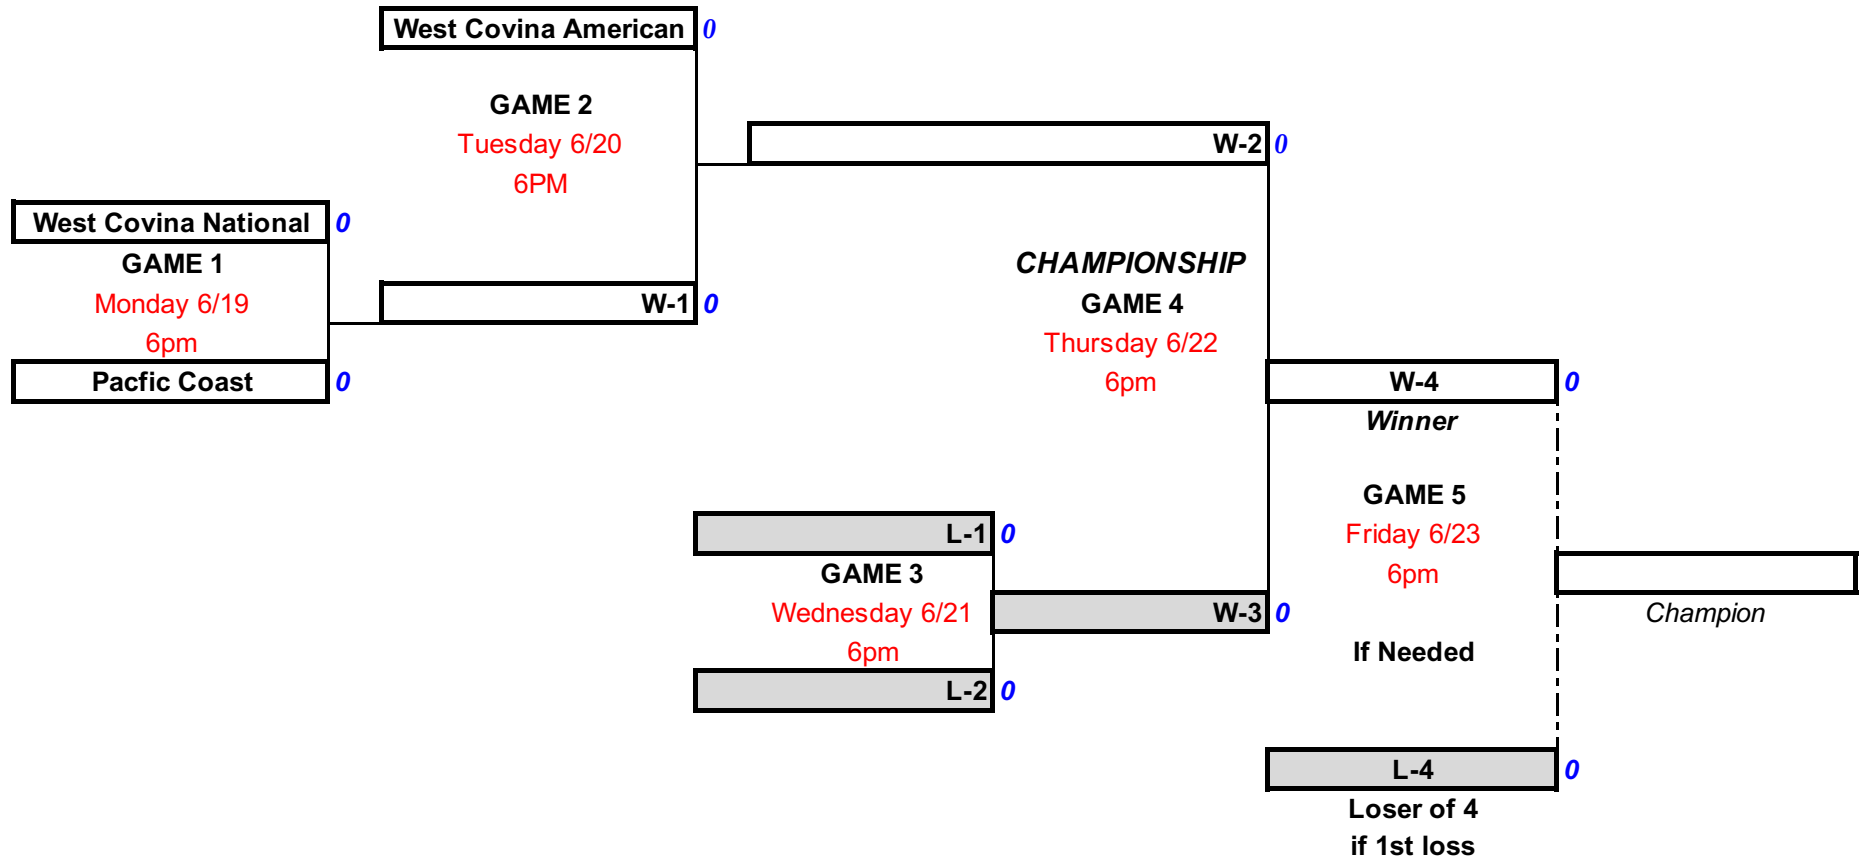 West Covina American 0
GAME 2
Tuesday 6/20
6PM
W-2 0
West Covina National 0
GAME 1
Monday 6/19
6pm
Pacfic Coast 0
W-1 0
CHAMPIONSHIP
GAME 4
Thursday 6/22
6pm
W-4 0
Winner
GAME 5
Friday 6/23
6pm
If Needed
L-1 0
GAME 3
Wednesday 6/21
6pm
L-2 0
W-3 0
Champion
L-4 0
Loser of 4
if 1st loss